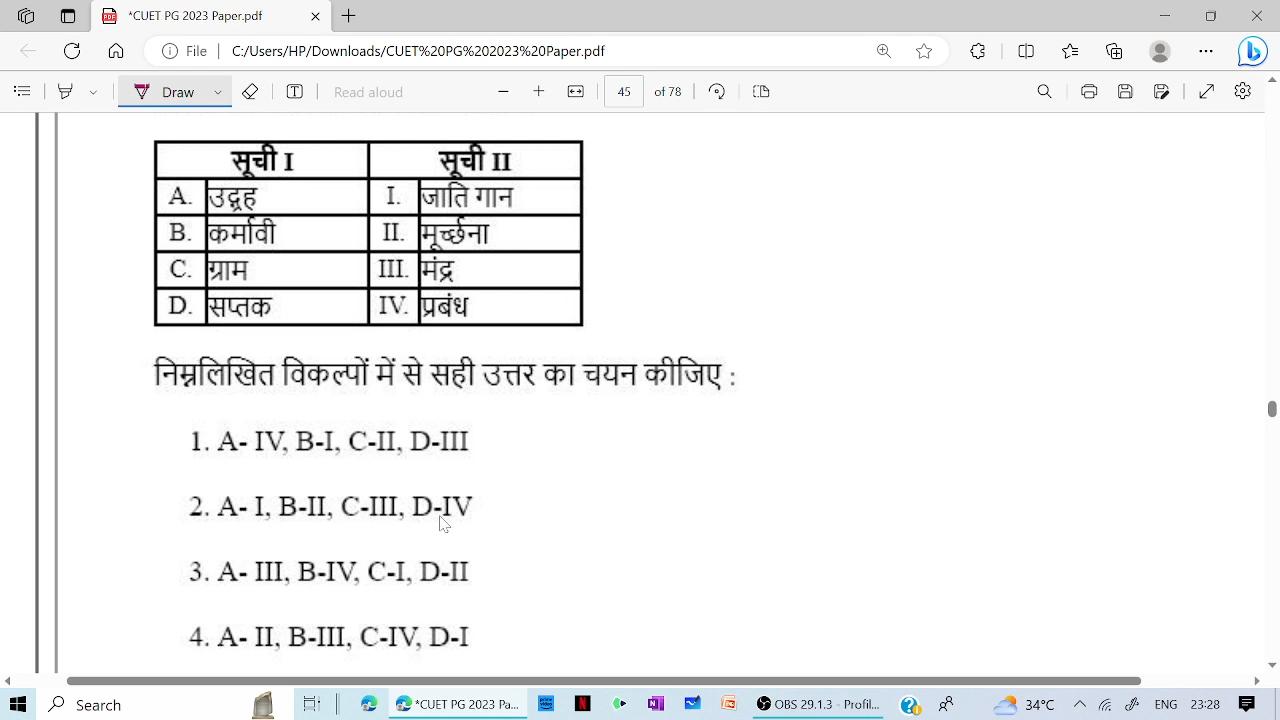 *CUET PG 2023 Paper.pdf
File C:/Users/HP/Downloads/CUET%20PG%202023%20Paper.pdf
Draw Read aloud 45 of 78
सूची I सूची II
A. उद्ग्रह I. जाति गान
B. कर्मावी II. मूर्च्छना
C. ग्राम III. मंद्र
D. सप्तक IV. प्रबंध
निम्नलिखित विकल्पों में से सही उत्तर का चयन कीजिए :
1. A- IV, B-I, C-II, D-III
2. A- I, B-II, C-III, D-IV
3. A- III, B-IV, C-I, D-II
4. A- II, B-III, C-IV, D-I
Search *CUET PG 2023 Pa... OBS 29.1.3 - Profil... 34°C ENG 23:28